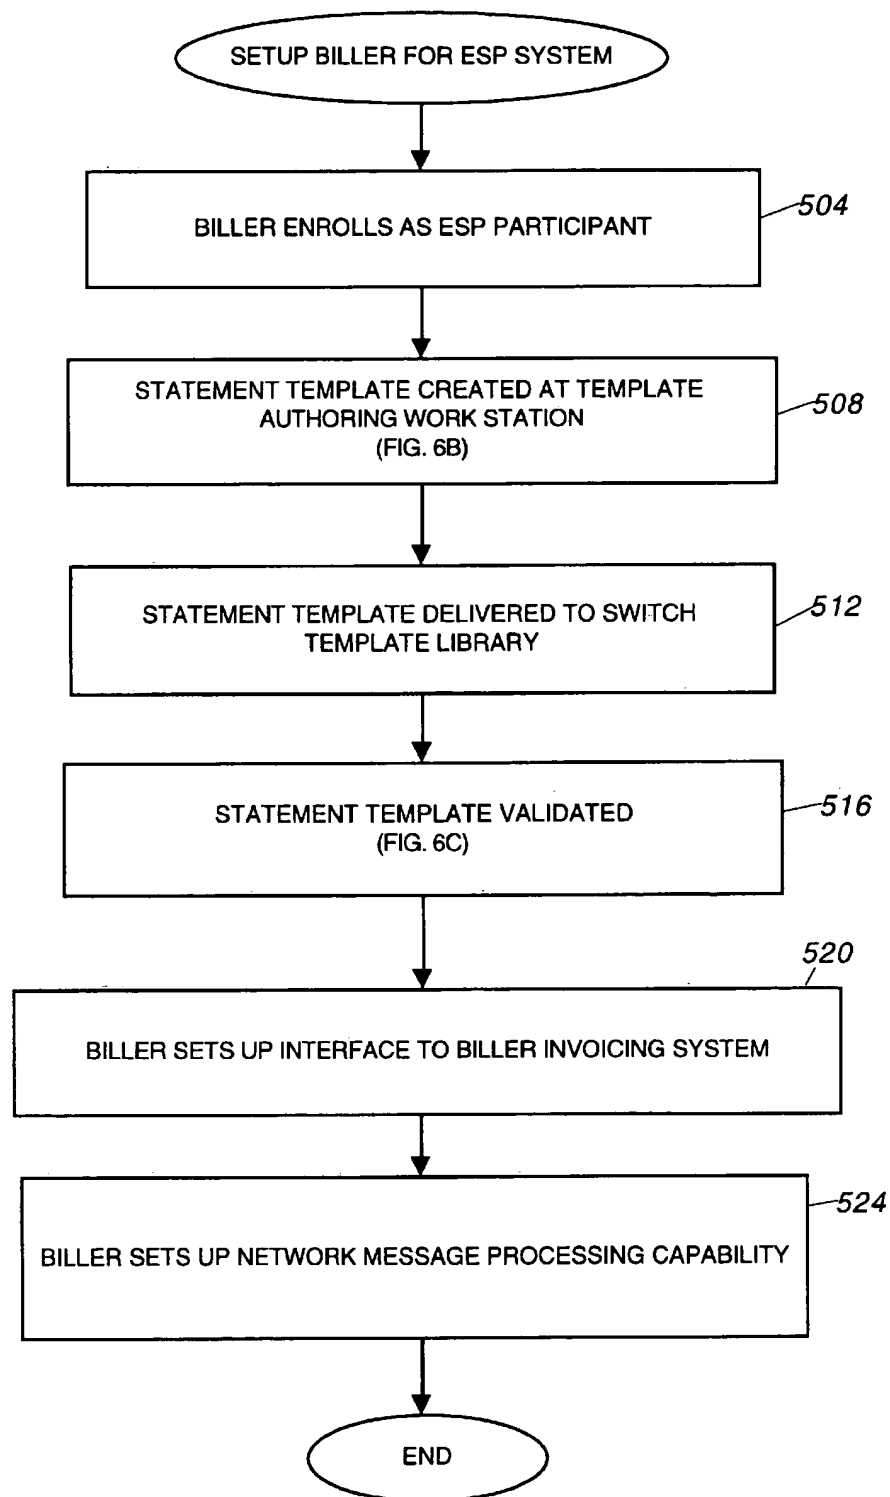 SETUP BILLER FOR ESP SYSTEM
BILLER ENROLLS AS ESP PARTICIPANT
504
STATEMENT TEMPLATE CREATED AT TEMPLATE
AUTHORING WORK STATION
(FIG. 6B)
508
STATEMENT TEMPLATE DELIVERED TO SWITCH
TEMPLATE LIBRARY
512
STATEMENT TEMPLATE VALIDATED
(FIG. 6C)
516
520
BILLER SETS UP INTERFACE TO BILLER INVOICING SYSTEM
524
BILLER SETS UP NETWORK MESSAGE PROCESSING CAPABILITY
END